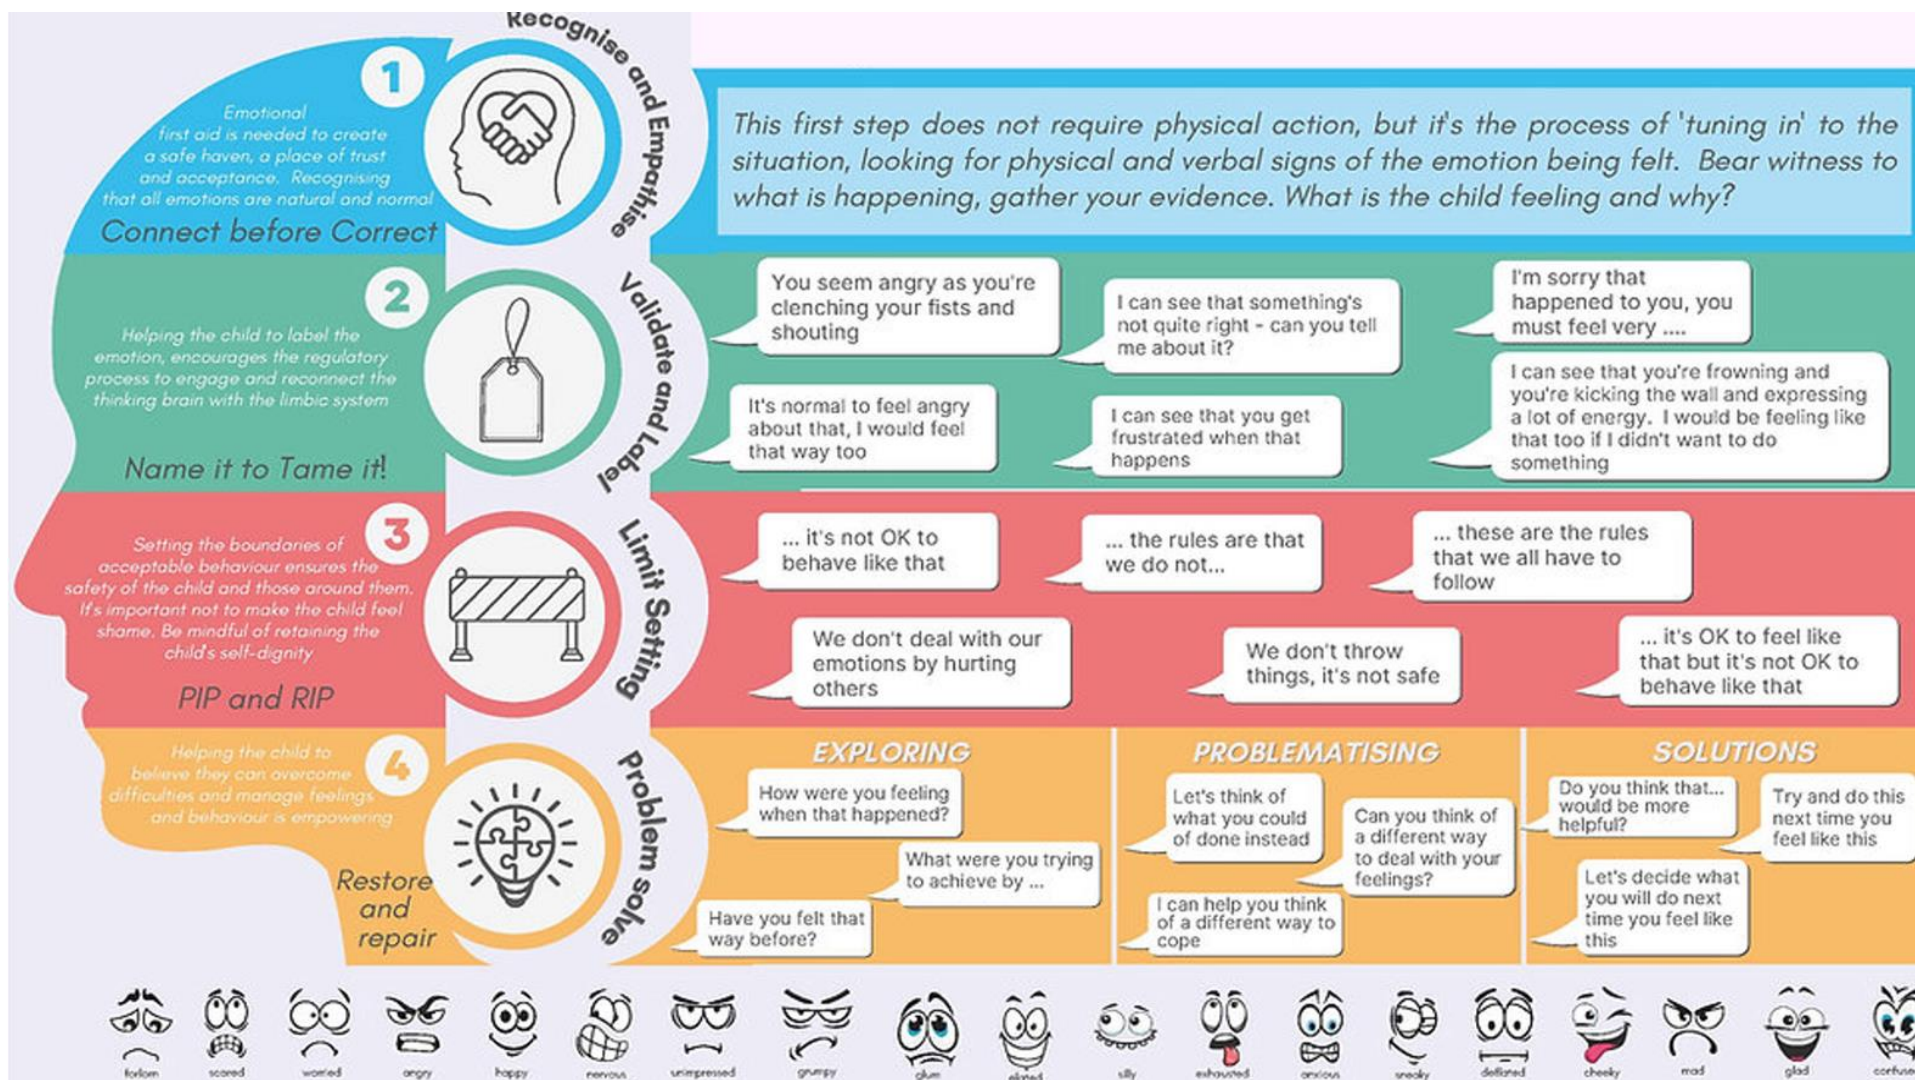 Recognise and Empathise
1
Emotional
first aid is needed to create
a safe haven, a place of trust
and acceptance. Recognising
that all emotions are natural and normal
Connect before Correct
This first step does not require physical action, but it's the process of 'tuning in' to the
situation, looking for physical and verbal signs of the emotion being felt. Bear witness to
what is happening, gather your evidence. What is the child feeling and why?
2
Helping the child to label the
emotion, encourages the regulatory
process to engage and reconnect the
thinking brain with the limbic system
Name it to Tame it!
Validate and Label
You seem angry as you're
clenching your fists and
shouting
I can see that something's
not quite right - can you tell
me about it?
I'm sorry that
happened to you, you
must feel very ....
It's normal to feel angry
about that, I would feel
that way too
I can see that you get
frustrated when that
happens
I can see that you're frowning and
you're kicking the wall and expressing
a lot of energy. I would be feeling like
that too if I didn't want to do
something
3
Setting the boundaries of
acceptable behaviour ensures the
safety of the child and those around them.
It's important not to make the child feel
shame. Be mindful of retaining the
child's self-dignity
PIP and RIP
Limit Setting
... it's not OK to
behave like that
... the rules are that
we do not...
... these are the rules
that we all have to
follow
We don't deal with our
emotions by hurting
others
We don't throw
things, it's not safe
... it's OK to feel like
that but it's not OK to
behave like that
4
Helping the child to
believe they can overcome
difficulties and manage feelings
and behaviour is empowering
Restore
and
repair
Problem solve
EXPLORING
How were you feeling
when that happened?
What were you trying
to achieve by ...
Have you felt that
way before?
PROBLEMATISING
Let's think of
what you could
of done instead
Can you think of
a different way
to deal with your
feelings?
I can help you think
of a different way to
cope
SOLUTIONS
Do you think that...
would be more
helpful?
Try and do this
next time you
feel like this
Let's decide what
you will do next
time you feel like
this
forlorn scared worried angry happy nervous unimpressed grumpy glum elated silly exhausted anxious sneaky deflated cheeky mad glad confuse